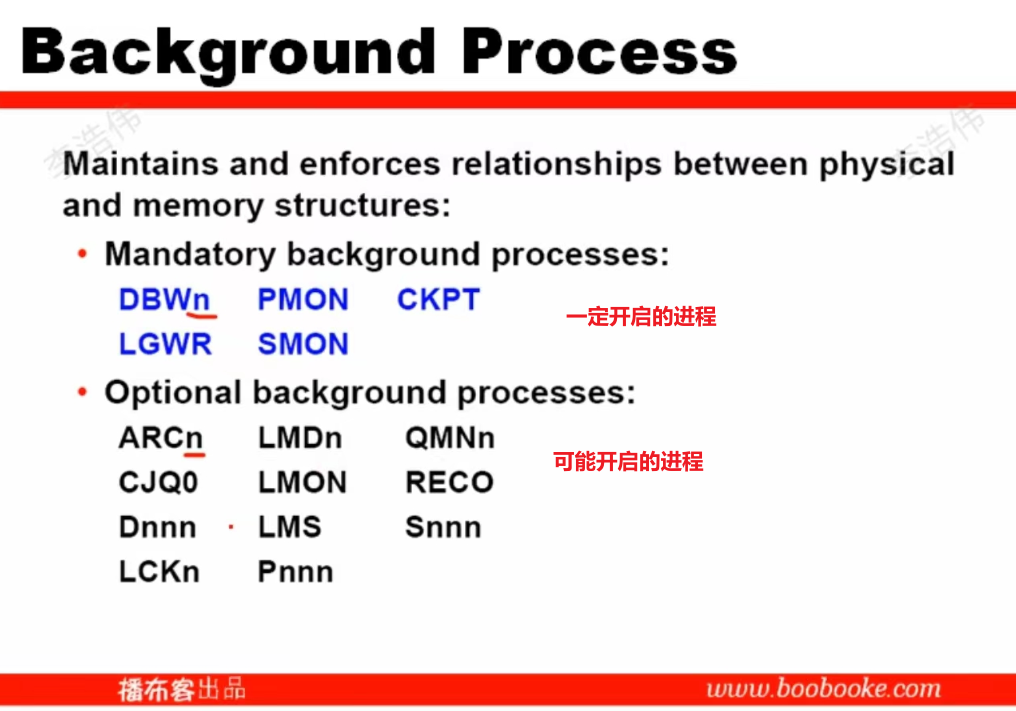 Background Process
李浩伟
李浩伟
Maintains and enforces relationships between physical
and memory structures:
• Mandatory background processes:
DBWn PMON CKPT
一定开启的进程
LGWR SMON
• Optional background processes:
ARCn LMDn QMNn
可能开启的进程
CJQ0 LMON RECO
Dnnn LMS Snnn
LCKn Pnnn
播布客出品 www.boobooke.com